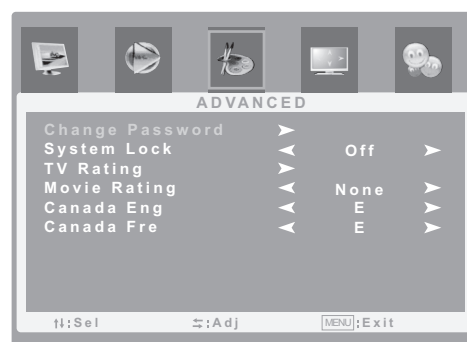 ADVANCED
Change Password
System Lock Off
TV Rating
Movie Rating None
Canada Eng E
Canada Fre E
:Sel :Adj MENU :Exit